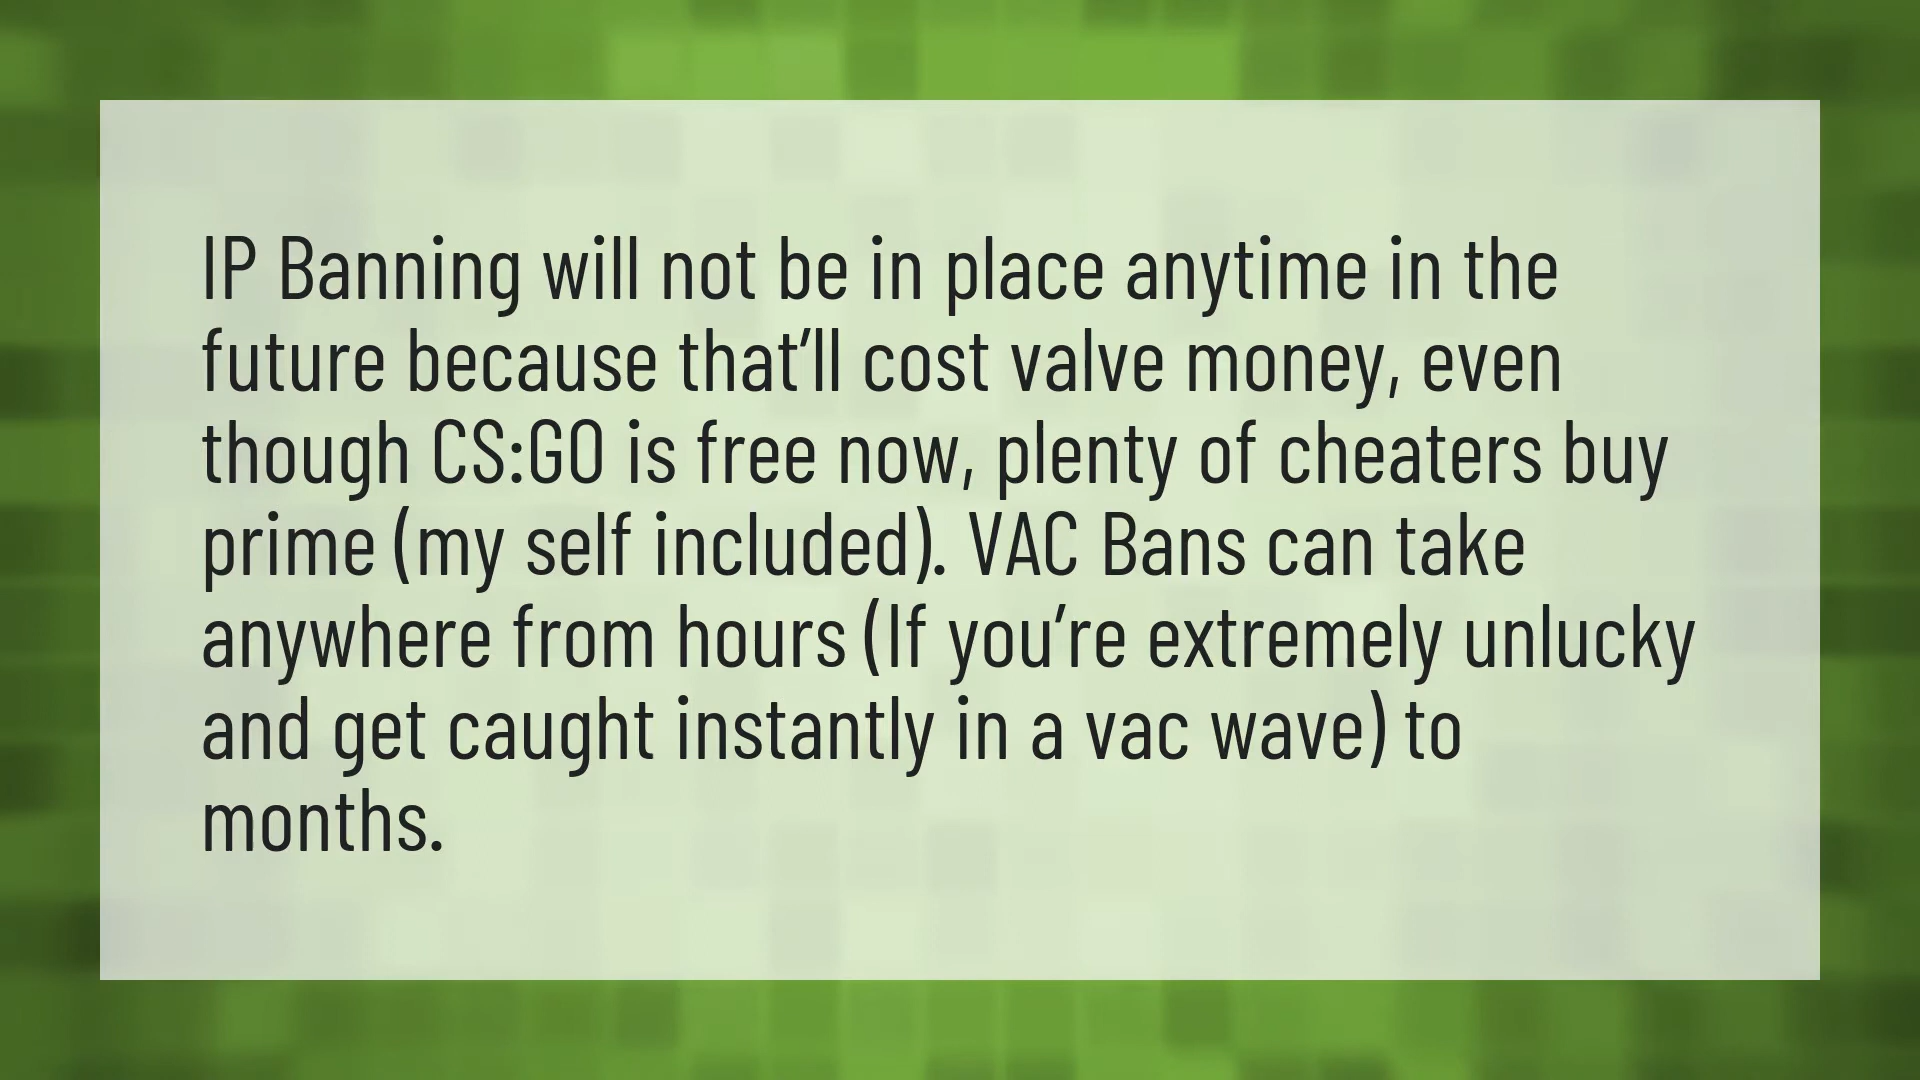 IP Banning will not be in place anytime in the
future because that’ll cost valve money, even
though CS:GO is free now, plenty of cheaters buy
prime (my self included). VAC Bans can take
anywhere from hours (If you’re extremely unlucky
and get caught instantly in a vac wave) to
months.